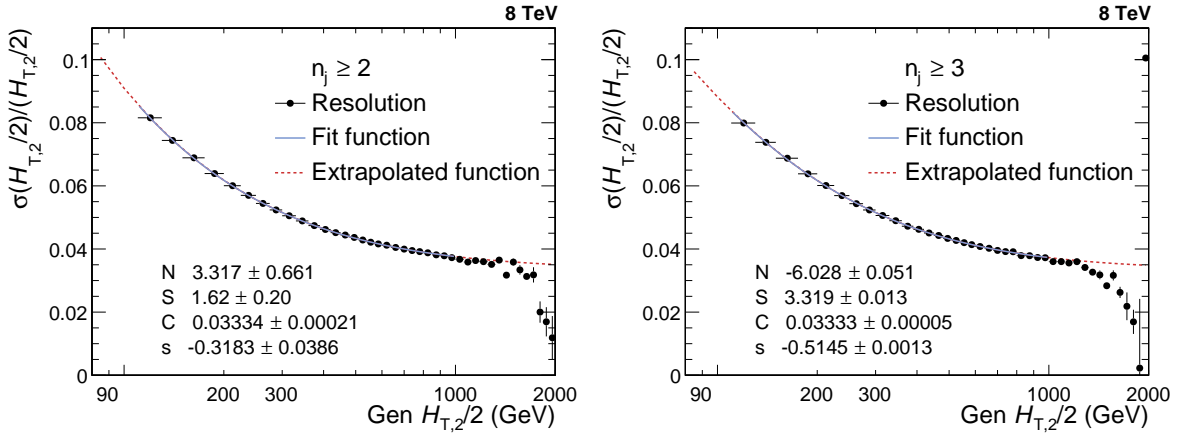 8 TeV
σ(H_T,2/2)/(H_T,2/2)
0.1
0.08
0.06
0.04
0.02
0
n_j ≥ 2
Resolution
Fit function
Extrapolated function
N 3.317 ± 0.661
S 1.62 ± 0.20
C 0.03334 ± 0.00021
s -0.3183 ± 0.0386
90 200 300 1000 2000
Gen H_T,2/2 (GeV)
8 TeV
σ(H_T,2/2)/(H_T,2/2)
0.1
0.08
0.06
0.04
0.02
0
n_j ≥ 3
Resolution
Fit function
Extrapolated function
N -6.028 ± 0.051
S 3.319 ± 0.013
C 0.03333 ± 0.00005
s -0.5145 ± 0.0013
90 200 300 1000 2000
Gen H_T,2/2 (GeV)